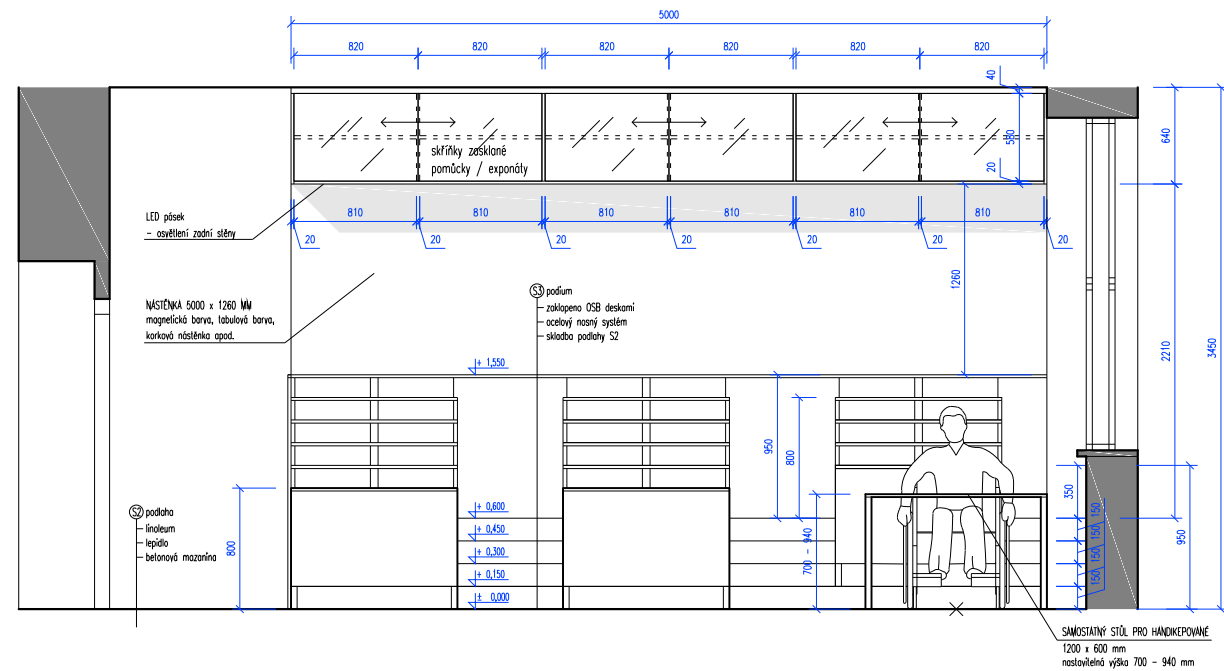 5000
820 820 820 820 820 820
40
580
20
640
skříňky zasklané
pomůcky / exponáty
LED pásek
- osvětlení zadní stěny
810 810 810 810 810 810
20 20 20 20 20 20 20
1260
NÁSTĚNKA 5000 x 1260 MM
magnetická barva, tabulová barva,
korková nástěnka apod.
S3 podium
zaklopeno OSB deskami
ocelový nosný systém
skladba podlahy S2
2210
3450
+ 1,550
950
800
350
S2 podlaha
linoleum
lepidlo
betonová mazanina
800
+ 0,600
+ 0,450
+ 0,300
+ 0,150
± 0,000
700 - 940
150
150
150
150
950
SAMOSTATNÝ STŮL PRO HANDIKEPOVANÉ
1200 x 600 mm
nastavitelná výška 700 - 940 mm